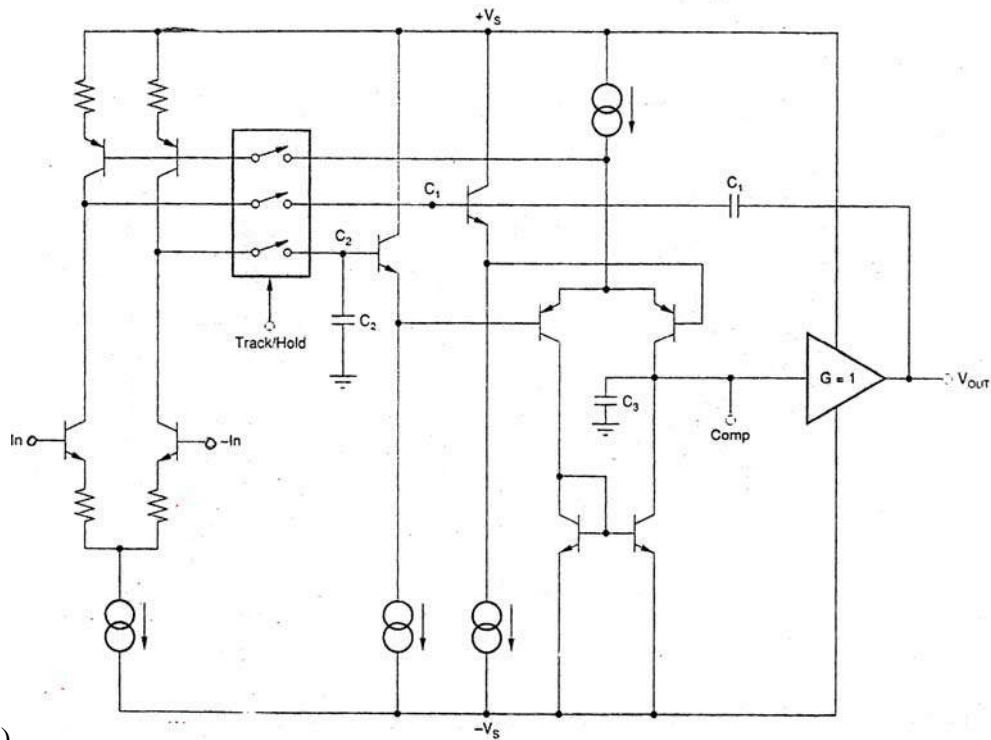 +VS
C1
C1
C2
C2
Track/Hold
In
–In
C3
Comp
G = 1
VOUT
–VS
)